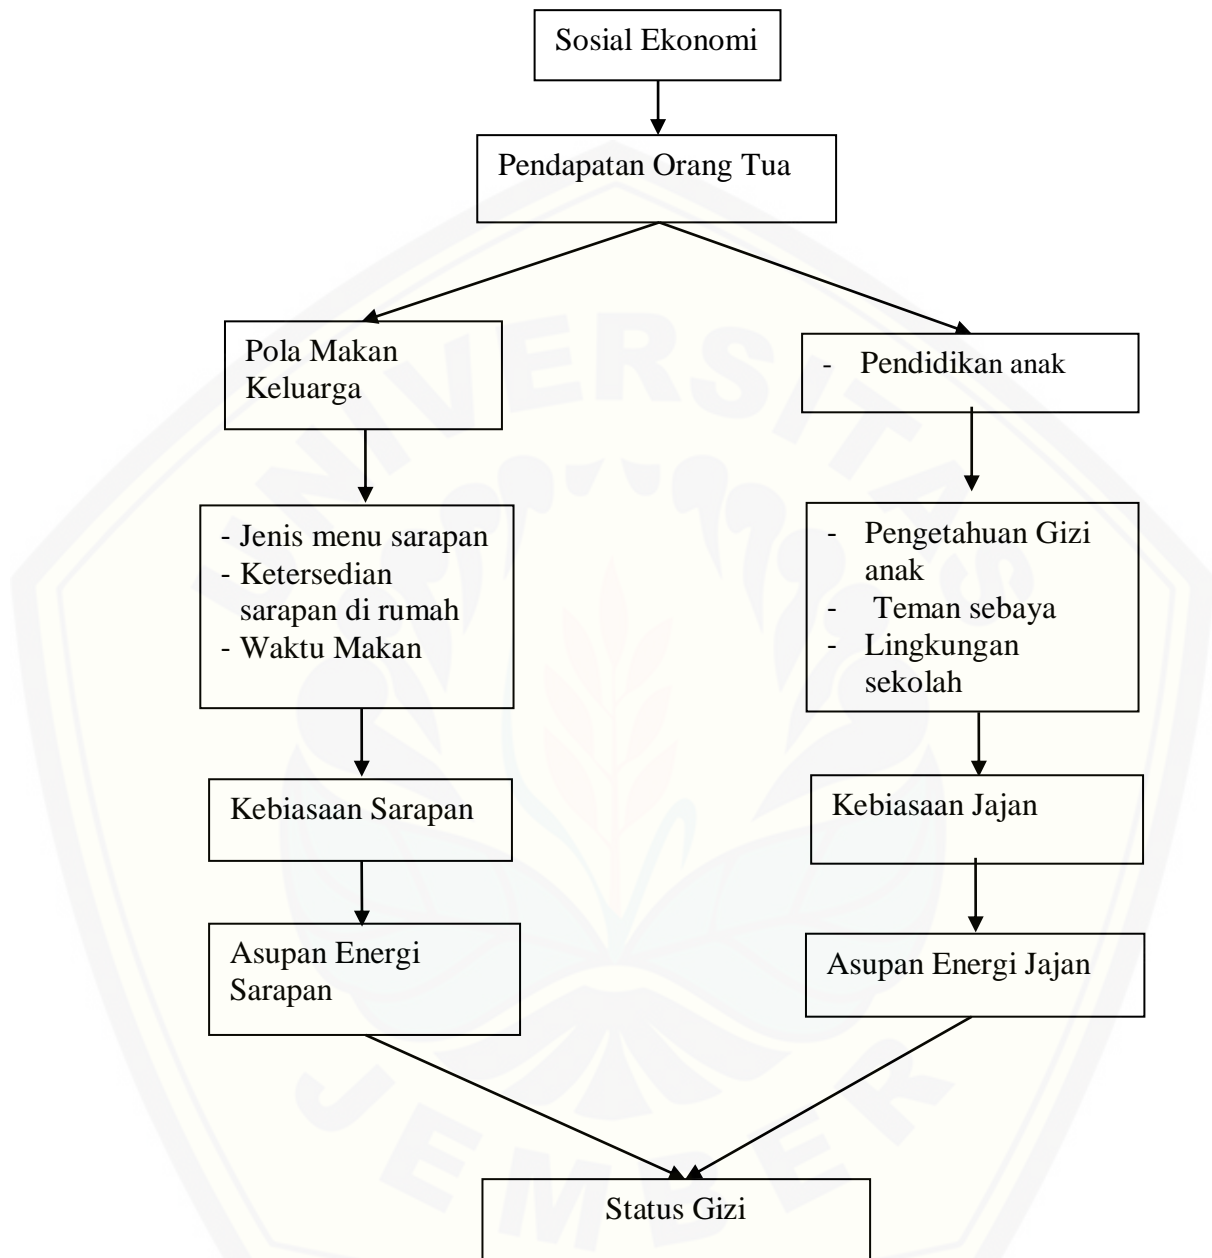 Sosial Ekonomi
Pendapatan Orang Tua
Pola Makan
Keluarga
- Pendidikan anak
- Jenis menu sarapan
- Ketersedian
sarapan di rumah
- Waktu Makan
- Pengetahuan Gizi
anak
- Teman sebaya
- Lingkungan
sekolah
Kebiasaan Sarapan
Kebiasaan Jajan
Asupan Energi
Sarapan
Asupan Energi Jajan
Status Gizi
UNIVERSITAS
JEMBER